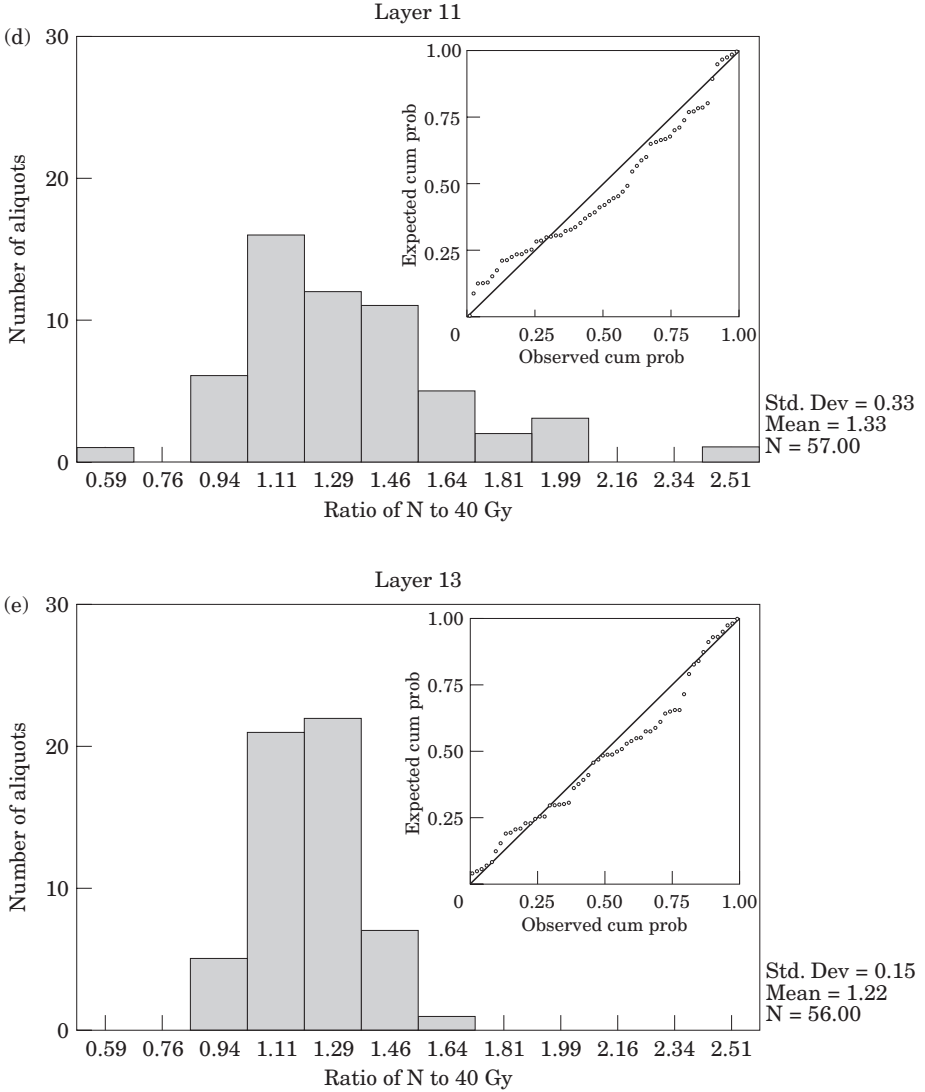 Layer 11
(d)
30
20
10
0
Number of aliquots
0.59 0.76 0.94 1.11 1.29 1.46 1.64 1.81 1.99 2.16 2.34 2.51
Ratio of N to 40 Gy
1.00
0.75
0.50
0.25
0
Expected cum prob
0.25 0.50 0.75 1.00
Observed cum prob
Std. Dev = 0.33
Mean = 1.33
N = 57.00
Layer 13
(e)
30
20
10
0
Number of aliquots
0.59 0.76 0.94 1.11 1.29 1.46 1.64 1.81 1.99 2.16 2.34 2.51
Ratio of N to 40 Gy
1.00
0.75
0.50
0.25
0
Expected cum prob
0.25 0.50 0.75 1.00
Observed cum prob
Std. Dev = 0.15
Mean = 1.22
N = 56.00